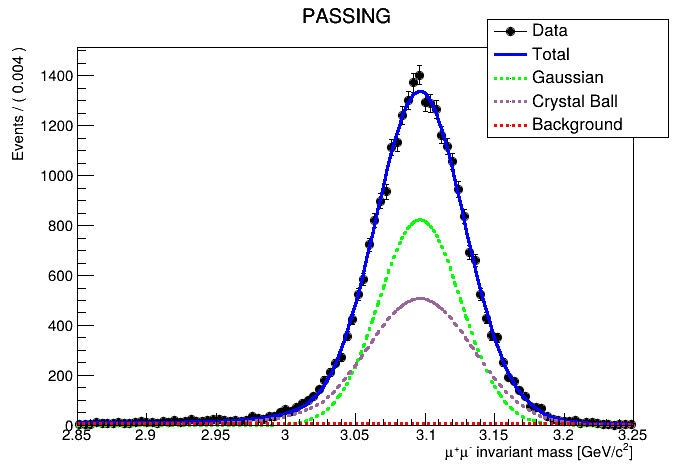 PASSING
Data
Total
Gaussian
Crystal Ball
Background
Events / ( 0.004 )
1400
1200
1000
800
600
400
200
0
2.85 2.9 2.95 3 3.05 3.1 3.15 3.2 3.25
μ⁺μ⁻ invariant mass [GeV/c²]